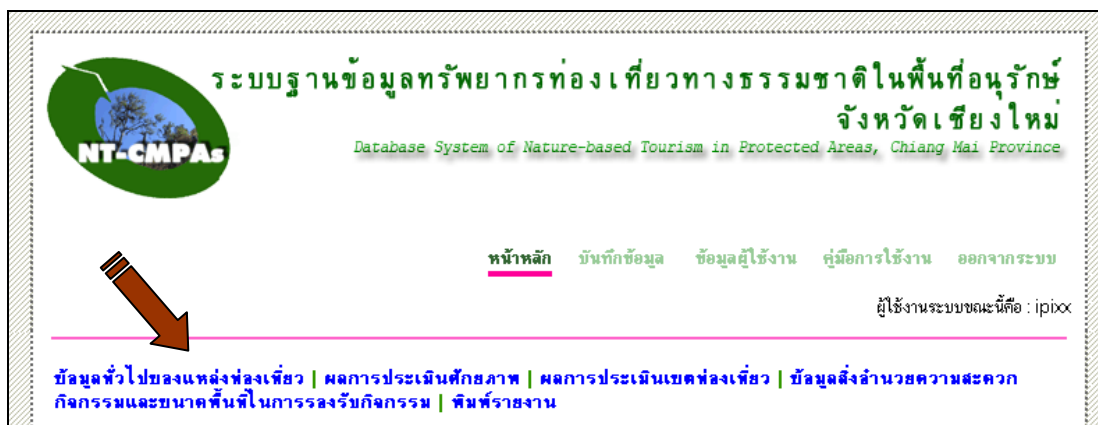 ระบบฐานข้อมูลทรัพยากรท่องเที่ยวทางธรรมชาติในพื้นที่อนุรักษ์
จังหวัดเชียงใหม่
Database System of Nature-based Tourism in Protected Areas, Chiang Mai Province
NT-CMPAs
หน้าหลัก บันทึกข้อมูล ข้อมูลผู้ใช้งาน คู่มือการใช้งาน ออกจากระบบ
ผู้ใช้งานระบบขณะนี้คือ : ipixx
ข้อมูลทั่วไปของแหล่งท่องเที่ยว | ผลการประเมินศักยภาพ | ผลการประเมินเขตท่องเที่ยว | ข้อมูลสิ่งอำนวยความสะดวก
กิจกรรมและขนาดพื้นที่ในการรองรับกิจกรรม | พิมพ์รายงาน